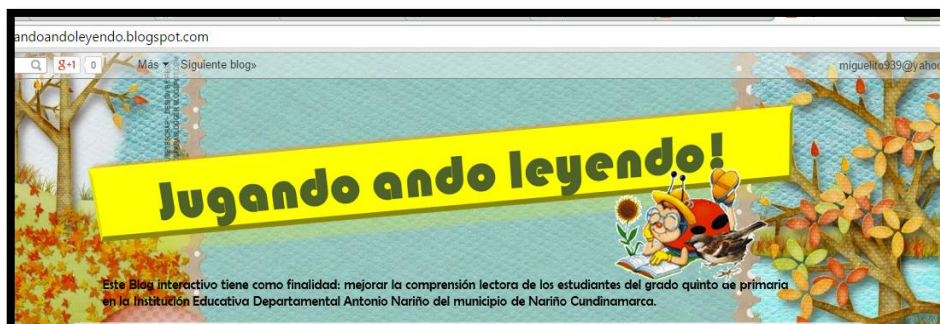 andoandoleyendo.blogspot.com
g+1 0 Más Siguiente blog» miguelito939@yahoo
Jugando ando leyendo!
Este Blog interactivo tiene como finalidad: mejorar la comprensión lectora de los estudiantes del grado quinto de primaria
en la Institución Educativa Departamental Antonio Nariño del municipio de Nariño Cundinamarca.